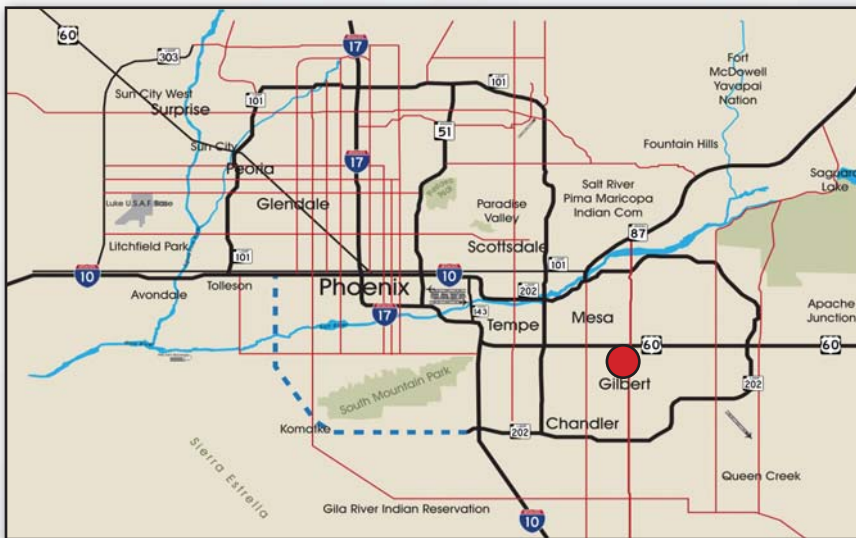 60
17
303
Fort
McDowell
Yavapai
Nation
101
101
Sun City West
Surprise
51
Sun City
Fountain Hills
17
Peoria
Saguaro
Lake
Salt River
Pima Maricopa
Indian Com
Glendale
Paradise
Valley
Luke U.S.A.F. Base
87
Litchfield Park
Scottsdale
101
101
10
10
Tolleson
Avondale
Phoenix
202
Apache
Junction
17
143
Tempe
Mesa
60
60
Gilbert
202
South Mountain Park
Chandler
Komatke
202
Sierra Estrella
Queen Creek
Gila River Indian Reservation
10